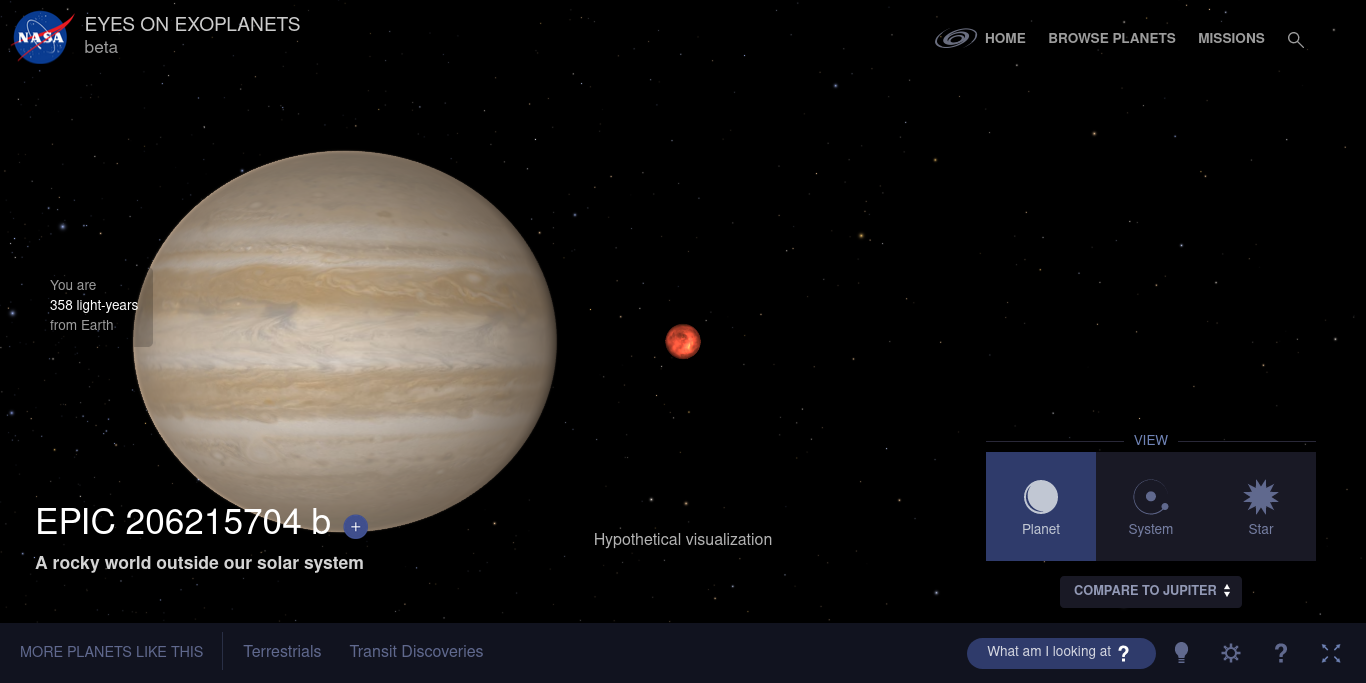 NASA
EYES ON EXOPLANETS
beta
HOME
BROWSE PLANETS
MISSIONS
You are
358 light-years
from Earth
EPIC 206215704 b +
A rocky world outside our solar system
Hypothetical visualization
VIEW
Planet
System
Star
COMPARE TO JUPITER
MORE PLANETS LIKE THIS
Terrestrials
Transit Discoveries
What am I looking at ?
?